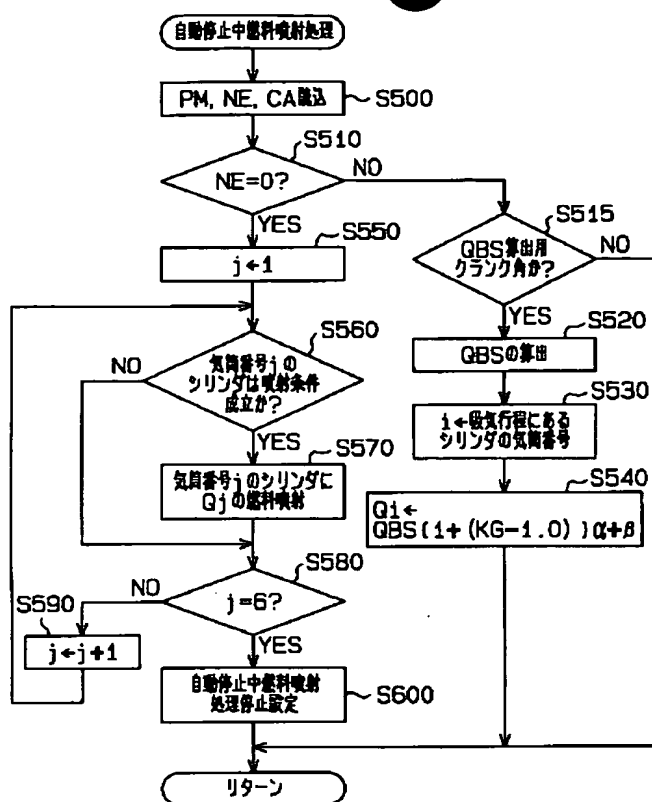 自動停止中燃料噴射処理
PM, NE, CA読込
S500
S510
NE=0?
NO
YES
S515
QBS算出用
クランク角か?
NO
YES
S550
j←1
S520
QBSの算出
S560
気筒番号jの
シリンダは噴射条件
成立か?
NO
YES
S530
i←吸気行程にある
シリンダの気筒番号
S570
気筒番号jのシリンダに
Qjの燃料噴射
S540
Qi←
QBS{1+(KG-1.0)}α+β
S580
j=6?
NO
YES
S590
j←j+1
自動停止中燃料噴射
処理停止設定
S600
リターン